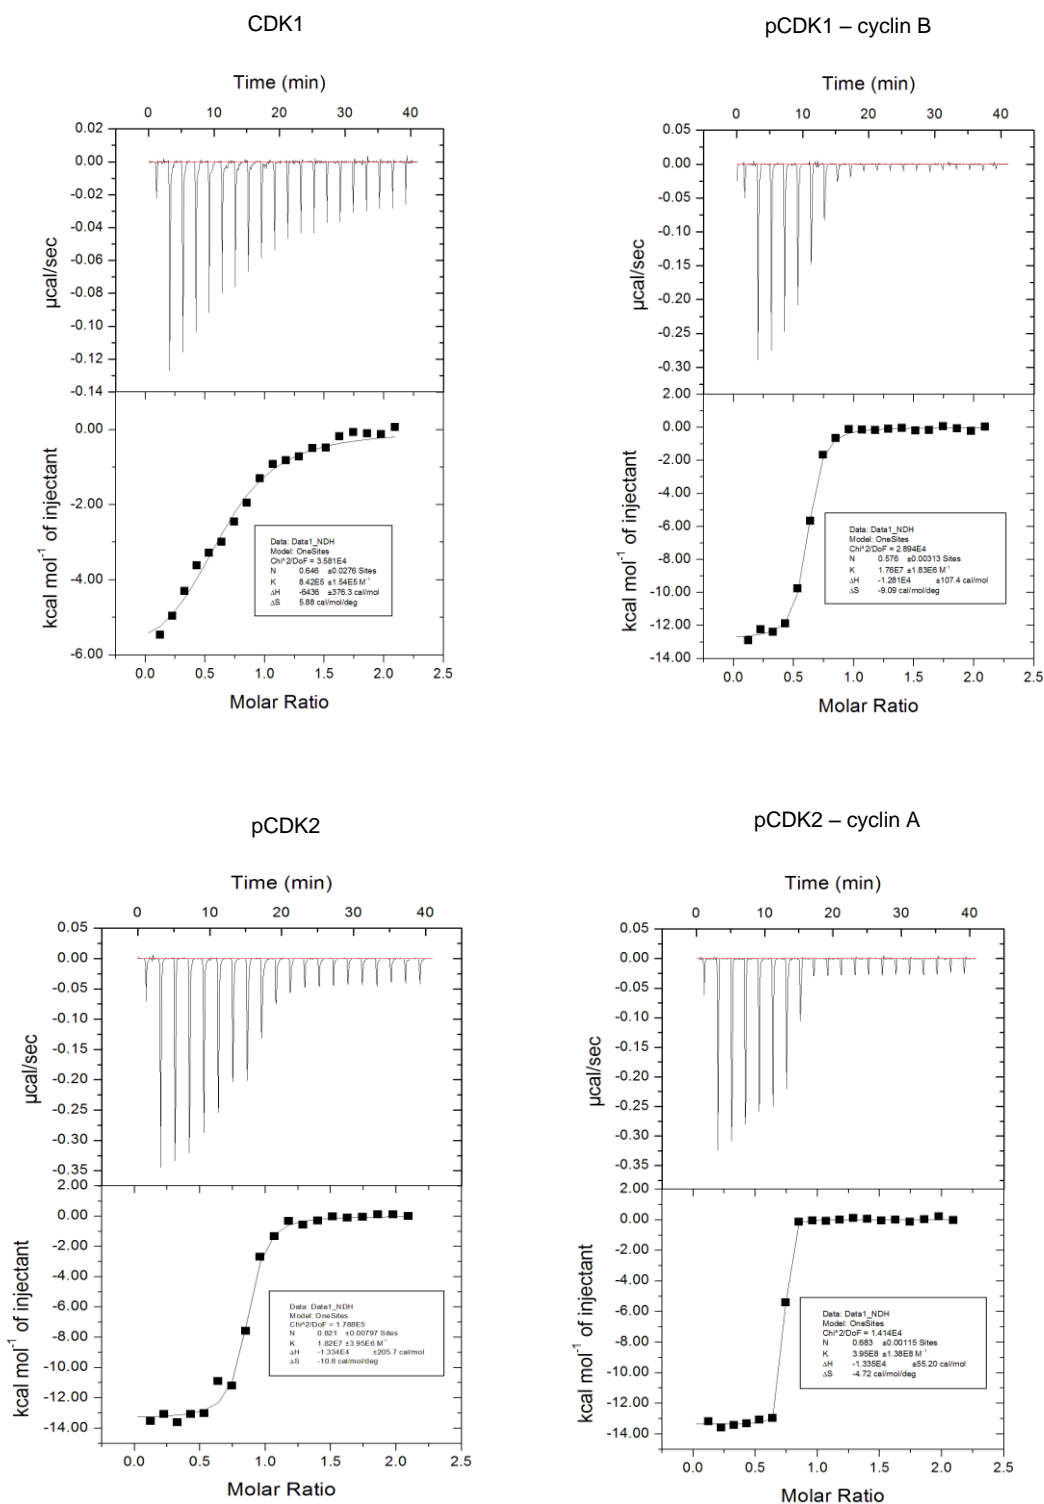 CDK1
Time (min)
0 10 20 30 40
0.02
0.00
-0.02
-0.04
-0.06
-0.08
-0.10
-0.12
-0.14
µcal/sec
0.00
-2.00
-4.00
-6.00
kcal mol⁻¹ of injectant
Data: Data1_NDH
Model: OneSites
Chi^2/DoF = 3.581E4
N 0.646 ±0.0276 Sites
K 8.42E5 ±1.54E5 M⁻¹
ΔH -6436 ±376.3 cal/mol
ΔS 5.88 cal/mol/deg
0.0 0.5 1.0 1.5 2.0 2.5
Molar Ratio
pCDK1 – cyclin B
Time (min)
0 10 20 30 40
0.05
0.00
-0.05
-0.10
-0.15
-0.20
-0.25
-0.30
µcal/sec
2.00
0.00
-2.00
-4.00
-6.00
-8.00
-10.00
-12.00
-14.00
kcal mol⁻¹ of injectant
Data: Data1_NDH
Model: OneSites
Chi^2/DoF = 2.894E4
N 0.576 ±0.00313 Sites
K 1.76E7 ±1.83E6 M⁻¹
ΔH -1.281E4 ±107.4 cal/mol
ΔS -9.09 cal/mol/deg
0.0 0.5 1.0 1.5 2.0 2.5
Molar Ratio
pCDK2
Time (min)
0 10 20 30 40
0.05
0.00
-0.05
-0.10
-0.15
-0.20
-0.25
-0.30
-0.35
µcal/sec
2.00
0.00
-2.00
-4.00
-6.00
-8.00
-10.00
-12.00
-14.00
kcal mol⁻¹ of injectant
Data: Data1_NDH
Model: OneSites
Chi^2/DoF = 1.788E5
N 0.821 ±0.00797 Sites
K 1.82E7 ±3.95E6 M⁻¹
ΔH -1.334E4 ±205.7 cal/mol
ΔS -10.8 cal/mol/deg
0.0 0.5 1.0 1.5 2.0 2.5
Molar Ratio
pCDK2 – cyclin A
Time (min)
0 10 20 30 40
0.05
0.00
-0.05
-0.10
-0.15
-0.20
-0.25
-0.30
-0.35
µcal/sec
2.00
0.00
-2.00
-4.00
-6.00
-8.00
-10.00
-12.00
-14.00
kcal mol⁻¹ of injectant
Data: Data1_NDH
Model: OneSites
Chi^2/DoF = 1.414E4
N 0.683 ±0.00115 Sites
K 3.95E8 ±1.38E8 M⁻¹
ΔH -1.335E4 ±55.20 cal/mol
ΔS -4.72 cal/mol/deg
0.0 0.5 1.0 1.5 2.0 2.5
Molar Ratio